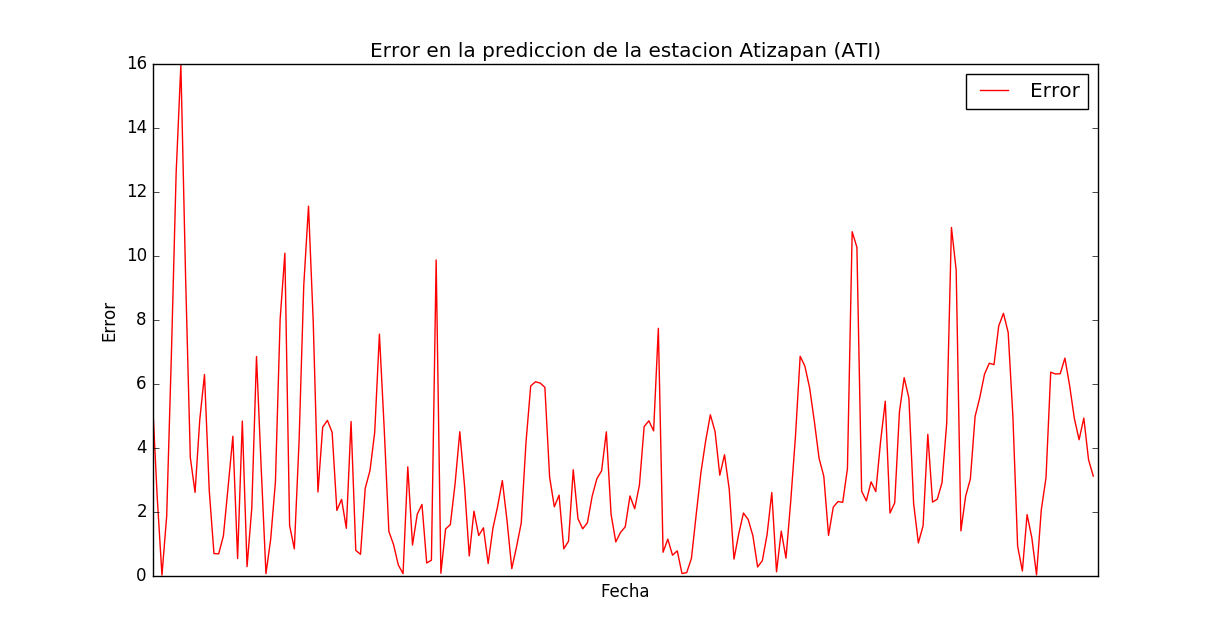 Error en la prediccion de la estacion Atizapan (ATI)
16
14
12
10
8
6
4
2
0
Error
Error
Fecha